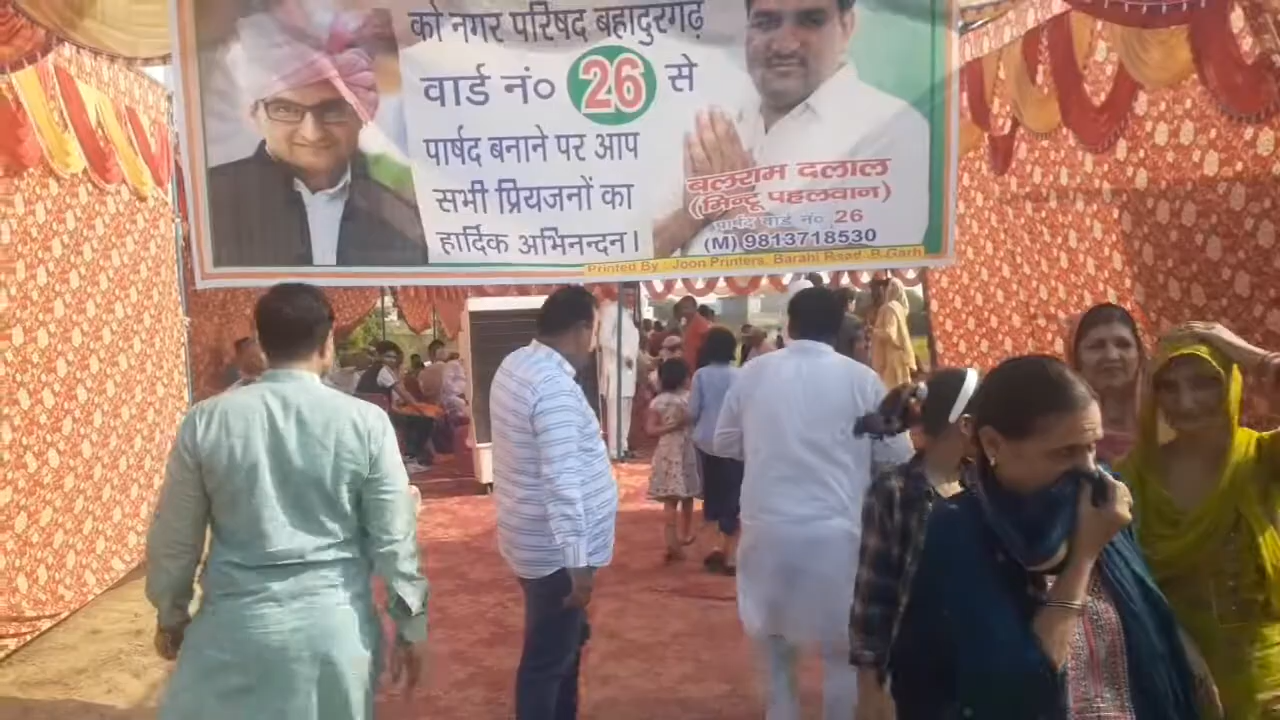 को नगर परिषद बहादुरगढ़
वार्ड नं० 26 से
पार्षद बनाने पर आप
सभी प्रियजनों का
हार्दिक अभिनन्दन।
बलराम दलाल
(मिन्टू पहलवान)
पार्षद वार्ड नं० 26
(M) 9813718530
Printed By : Joon Printers, Barahi Road, B.Garh